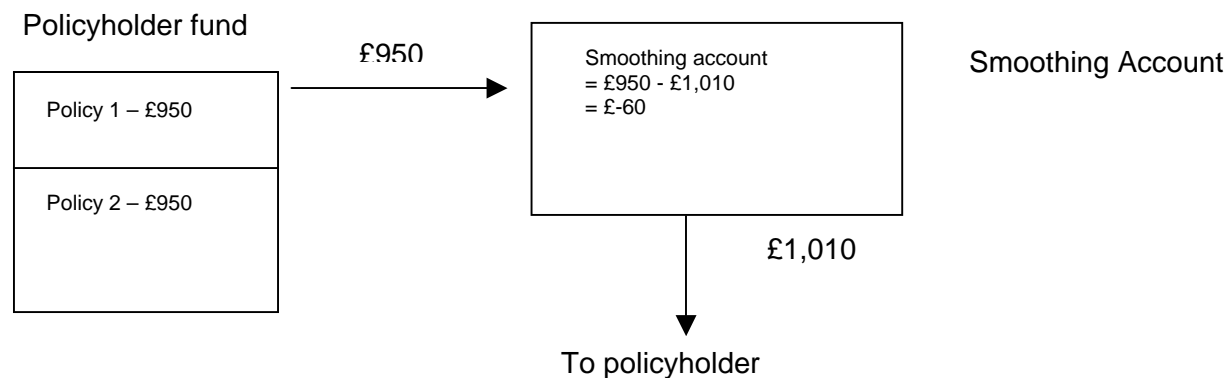 Policyholder fund
£950
Smoothing Account
Policy 1 – £950
Policy 2 – £950
Smoothing account
= £950 - £1,010
= £-60
£1,010
To policyholder